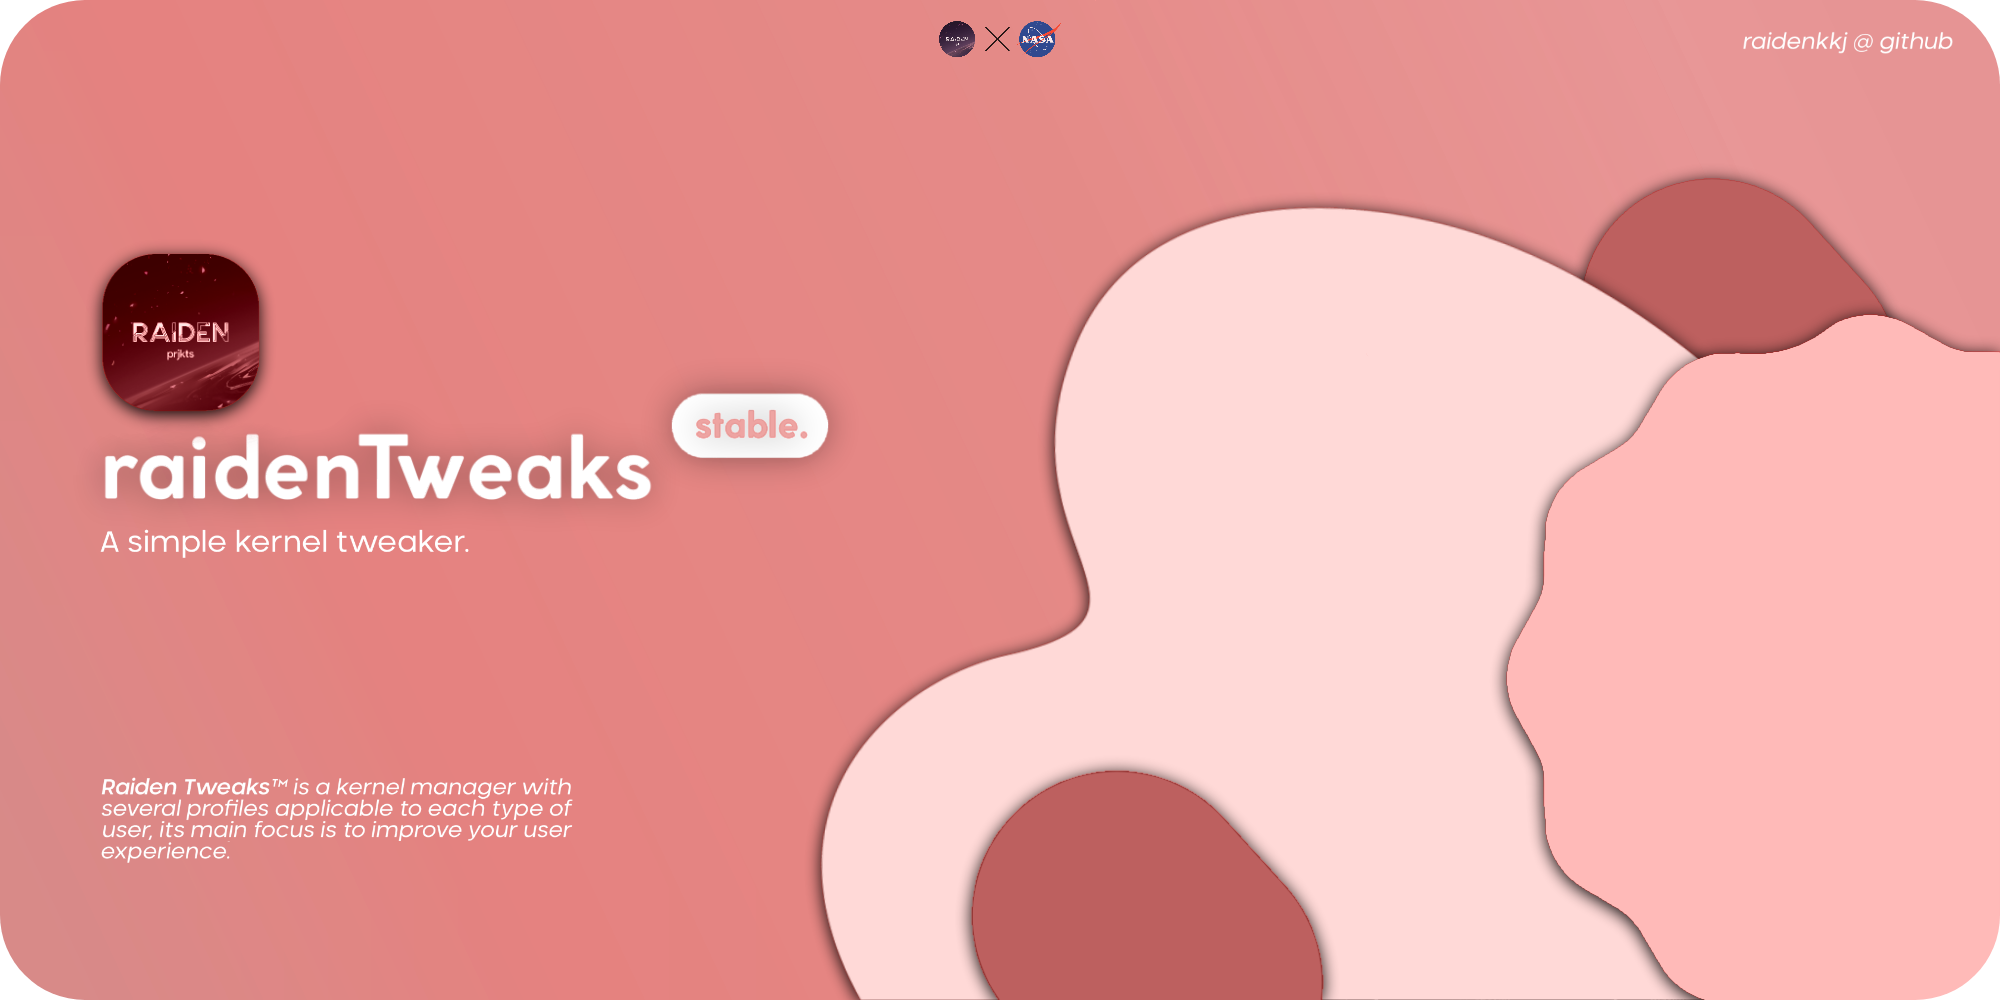 RAIDEN
NASA
raidenkkj @ github
RAIDEN
prjkts
stable.
raidenTweaks
A simple kernel tweaker.
Raiden Tweaks™ is a kernel manager with
several profiles applicable to each type of
user, its main focus is to improve your user
experience.